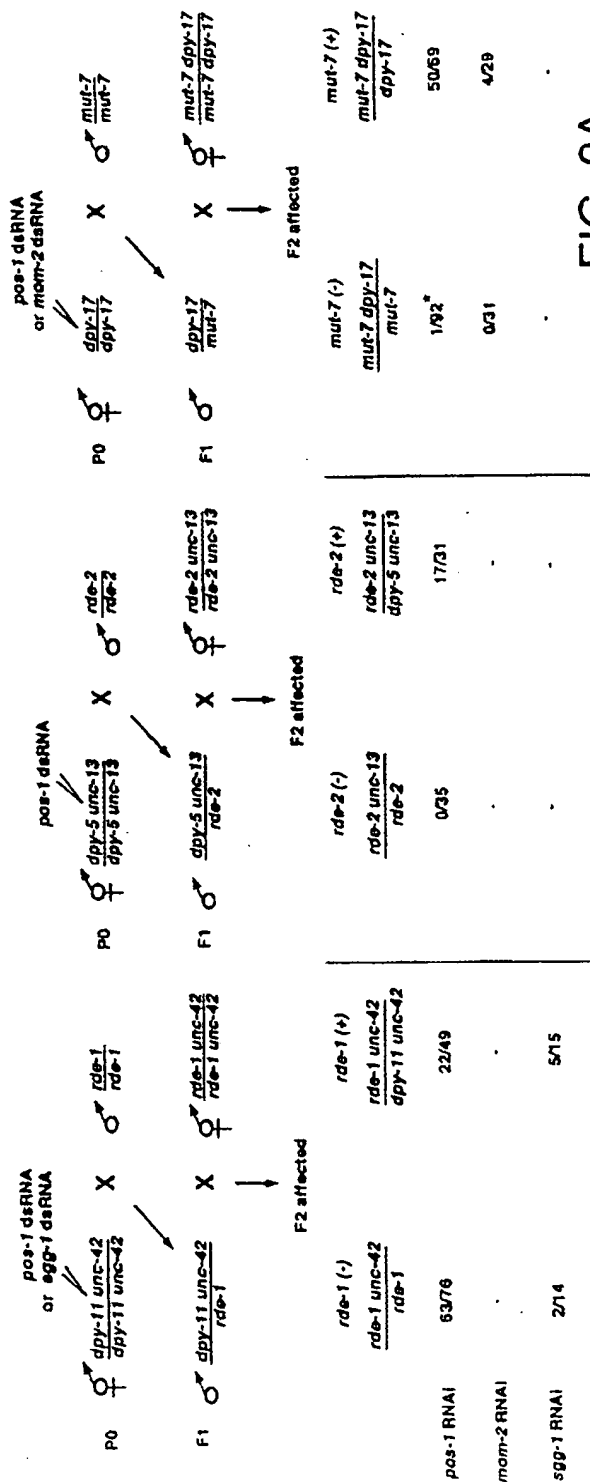 pos-1 dsRNA
or sgg-1 dsRNA
P0
dpy-11 unc-42
dpy-11 unc-42
X
rde-1
rde-1
F1
dpy-11 unc-42
rde-1
X
rde-1 unc-42
rde-1 unc-42
F2 affected
rde-1 (-)
rde-1 unc-42
rde-1
rde-1 (+)
rde-1 unc-42
dpy-11 unc-42
pos-1 RNAi
63/76
22/49
mom-2 RNAi
-
-
sgg-1 RNAi
2/14
5/15
pos-1 dsRNA
P0
dpy-5 unc-13
dpy-5 unc-13
X
rde-2
rde-2
F1
dpy-5 unc-13
rde-2
X
rde-2 unc-13
rde-2 unc-13
F2 affected
rde-2 (-)
rde-2 unc-13
rde-2
rde-2 (+)
rde-2 unc-13
dpy-5 unc-13
0/35
17/31
-
-
-
-
pos-1 dsRNA
or mom-2 dsRNA
P0
dpy-17
dpy-17
X
mut-7
mut-7
F1
dpy-17
mut-7
X
mut-7 dpy-17
mut-7 dpy-17
F2 affected
mut-7 (-)
mut-7 dpy-17
mut-7
mut-7 (+)
mut-7 dpy-17
dpy-17
1/92*
50/69
0/31
4/29
-
-